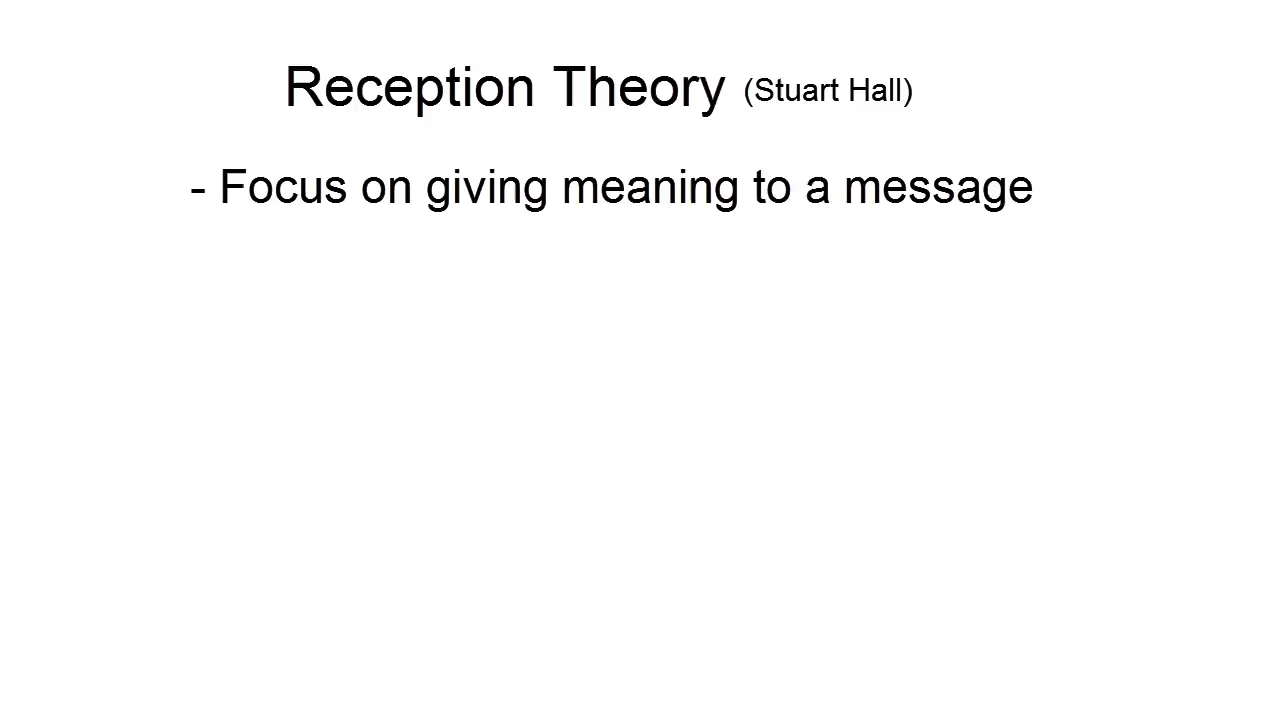 Reception Theory (Stuart Hall)
- Focus on giving meaning to a message